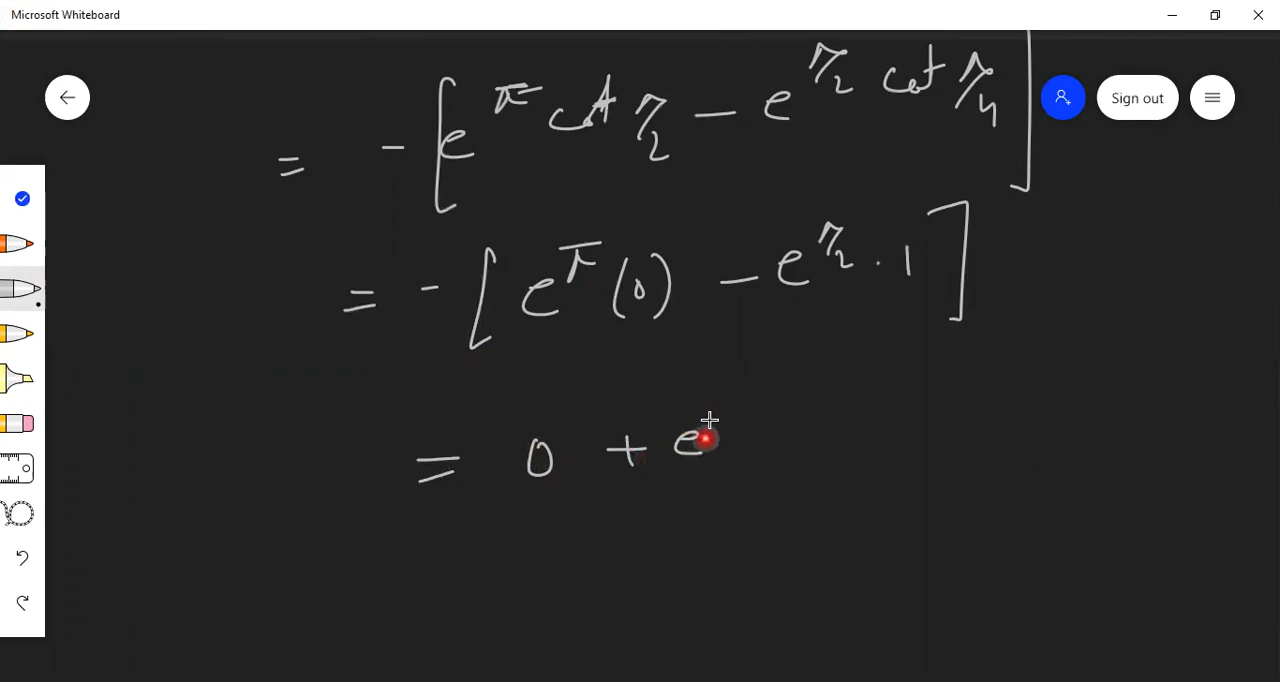 Microsoft Whiteboard
= - [e^π cot π/2 - e^π/2 cot π/4]
Sign out
= - [e^π (0) - e^π/2 . 1]
= 0 + e